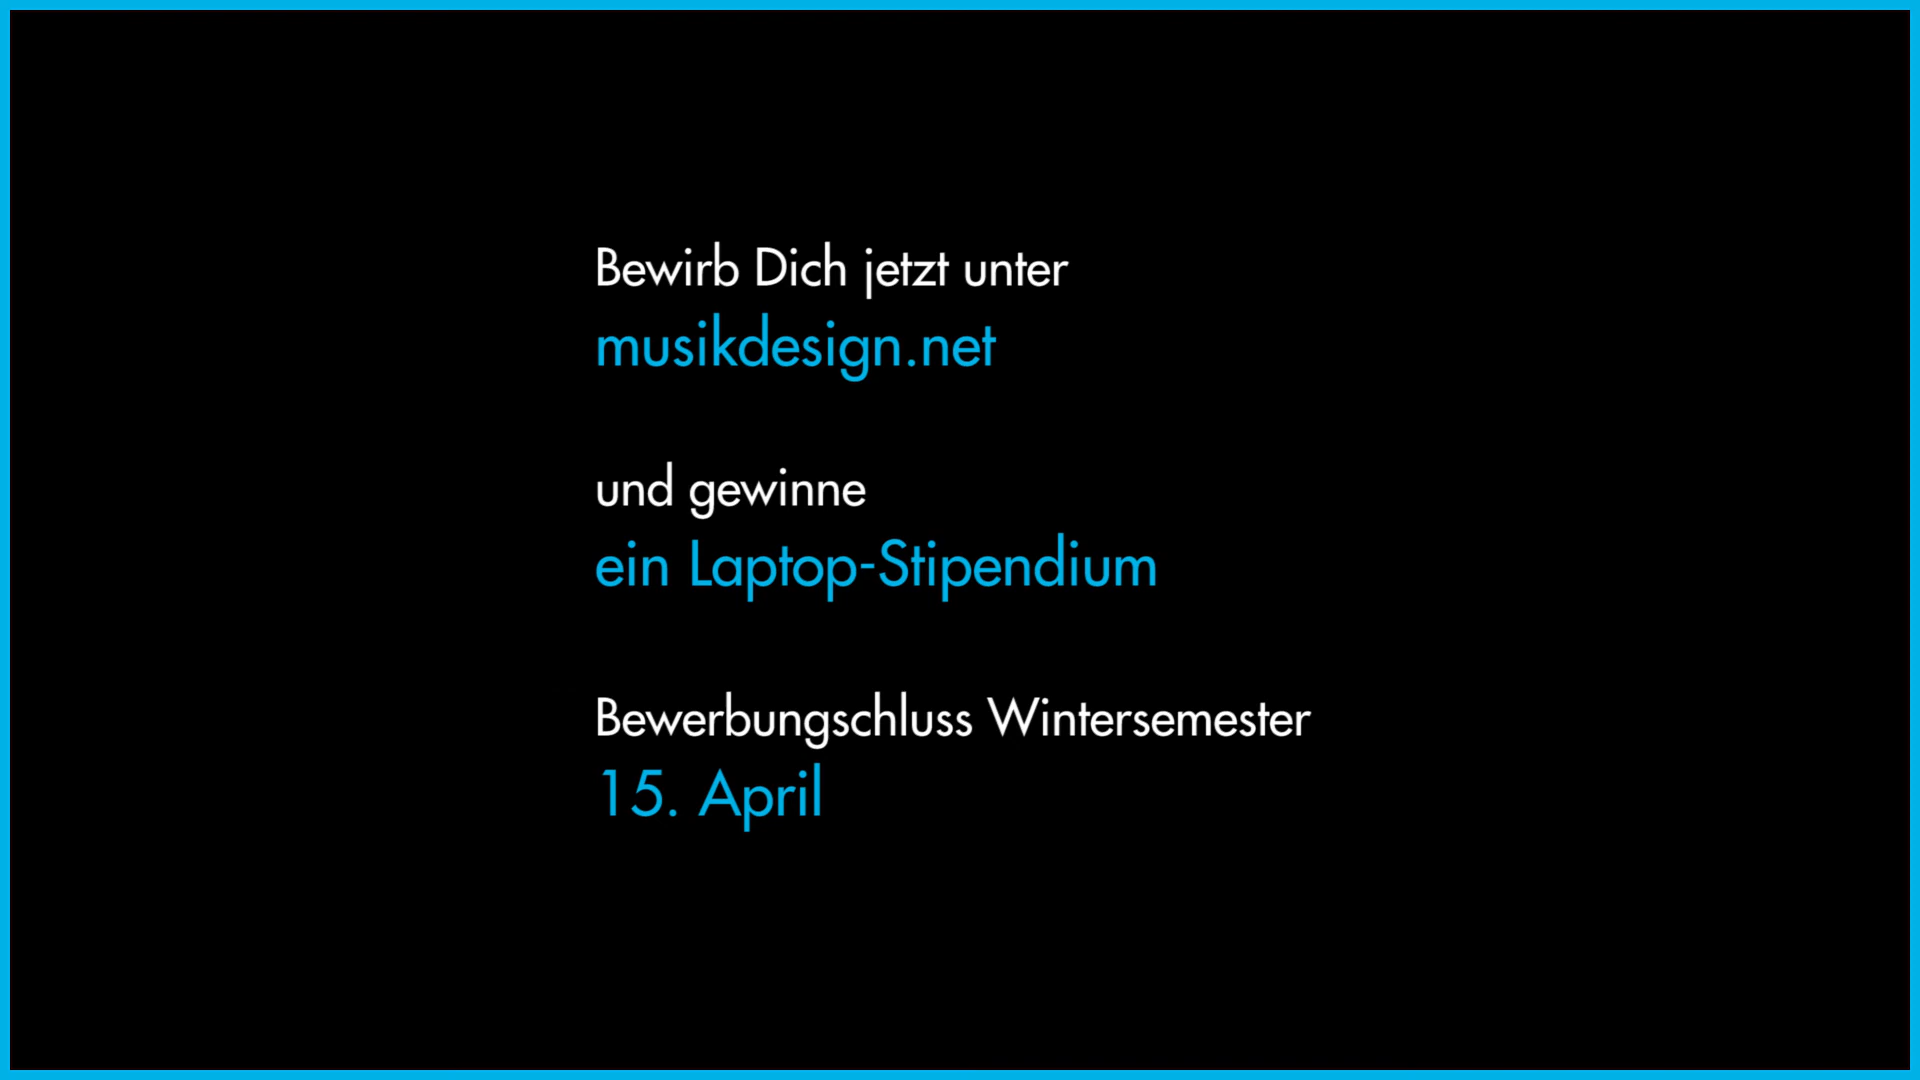 Bewirb Dich jetzt unter
musikdesign.net
und gewinne
ein Laptop-Stipendium
Bewerbungschluss Wintersemester
15. April